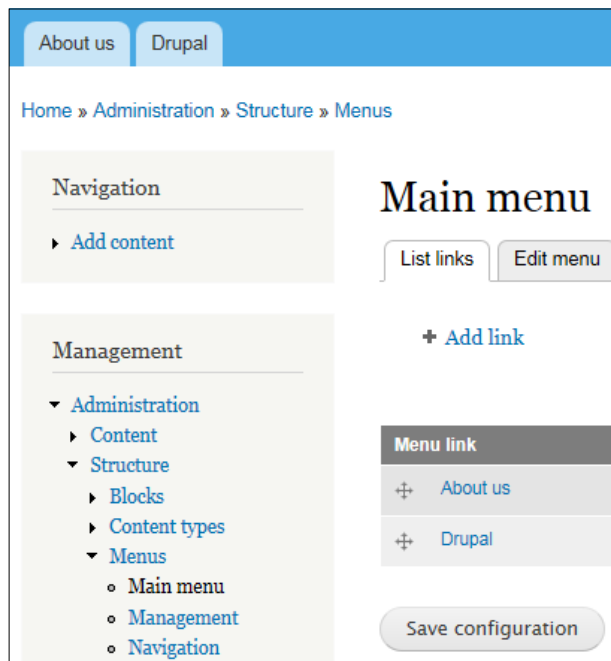 About us Drupal
Home » Administration » Structure » Menus
Navigation
Add content
Management
Administration
Content
Structure
Blocks
Content types
Menus
Main menu
Management
Navigation
Main menu
List links Edit menu
Add link
Menu link
About us
Drupal
Save configuration